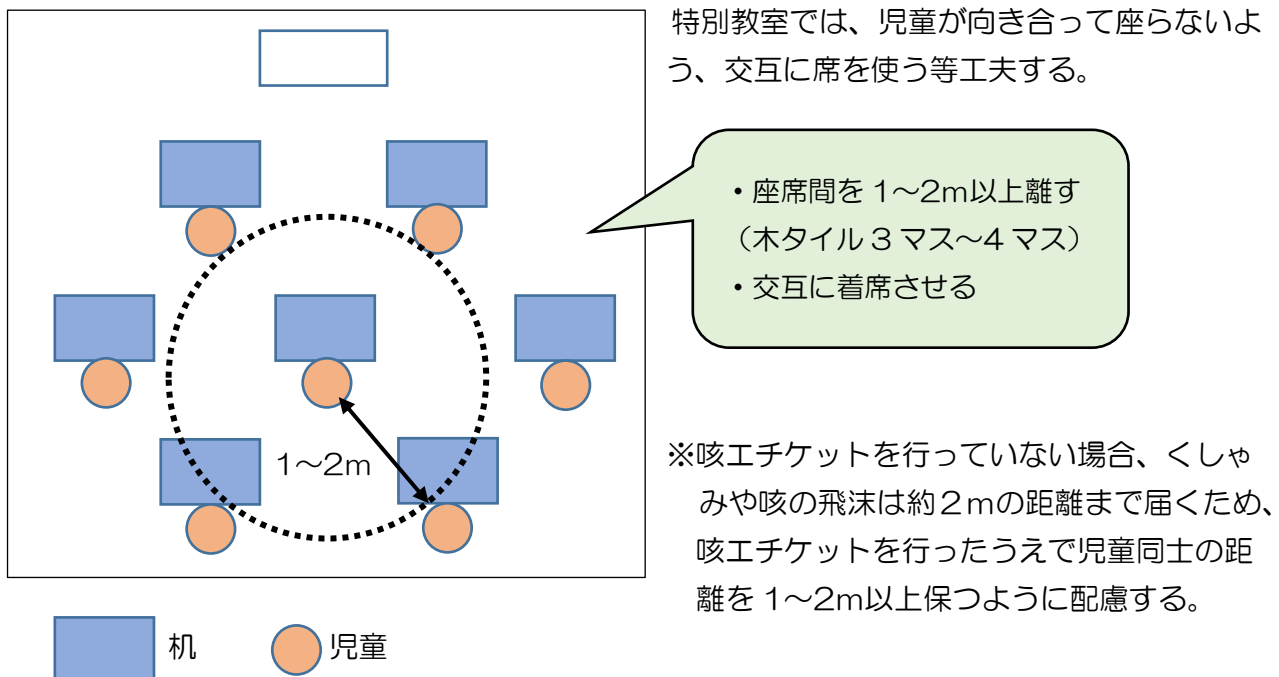 特別教室では、児童が向き合って座らないよ
う、交互に席を使う等工夫する。
・座席間を 1～2m以上離す
（木タイル 3 マス～4 マス）
・交互に着席させる
1～2m
※咳エチケットを行っていない場合、くしゃ
みや咳の飛沫は約２ｍの距離まで届くため、
咳エチケットを行ったうえで児童同士の距
離を 1～2m以上保つように配慮する。
机
児童